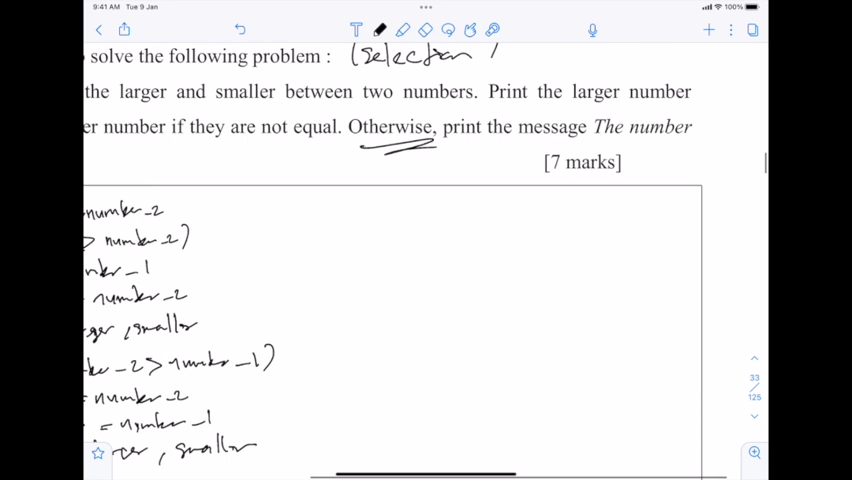 9:41 AM Tue 9 Jan
100%
solve the following problem : (selection
the larger and smaller between two numbers. Print the larger number
er number if they are not equal. Otherwise, print the message The number
[7 marks]
number_2
> number_2)
nber_1
= number_2
ger, smaller
ber_2 > number_1)
= number_2
= number_1
rger, smaller
33
125